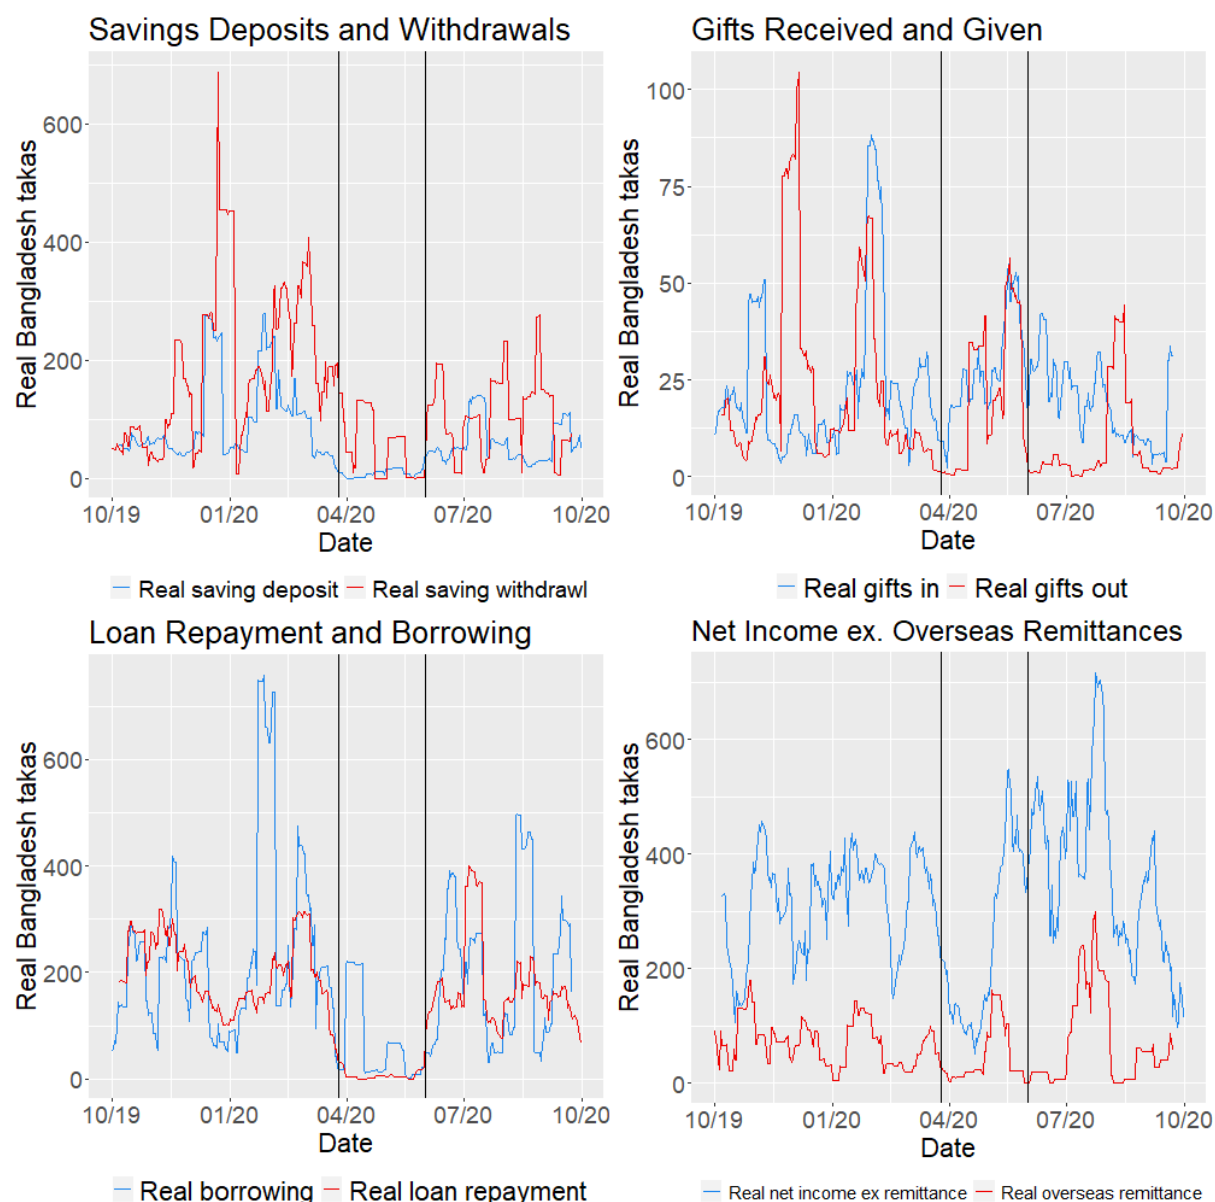 Savings Deposits and Withdrawals
Real Bangladesh takas
600
400
200
0
10/19 01/20 04/20 07/20 10/20
Date
Real saving deposit Real saving withdrawl
Gifts Received and Given
Real Bangladesh takas
100
75
50
25
0
10/19 01/20 04/20 07/20 10/20
Date
Real gifts in Real gifts out
Loan Repayment and Borrowing
Real Bangladesh takas
600
400
200
0
10/19 01/20 04/20 07/20 10/20
Date
Real borrowing Real loan repayment
Net Income ex. Overseas Remittances
Real Bangladesh takas
600
400
200
0
10/19 01/20 04/20 07/20 10/20
Date
Real net income ex remittance Real overseas remittance